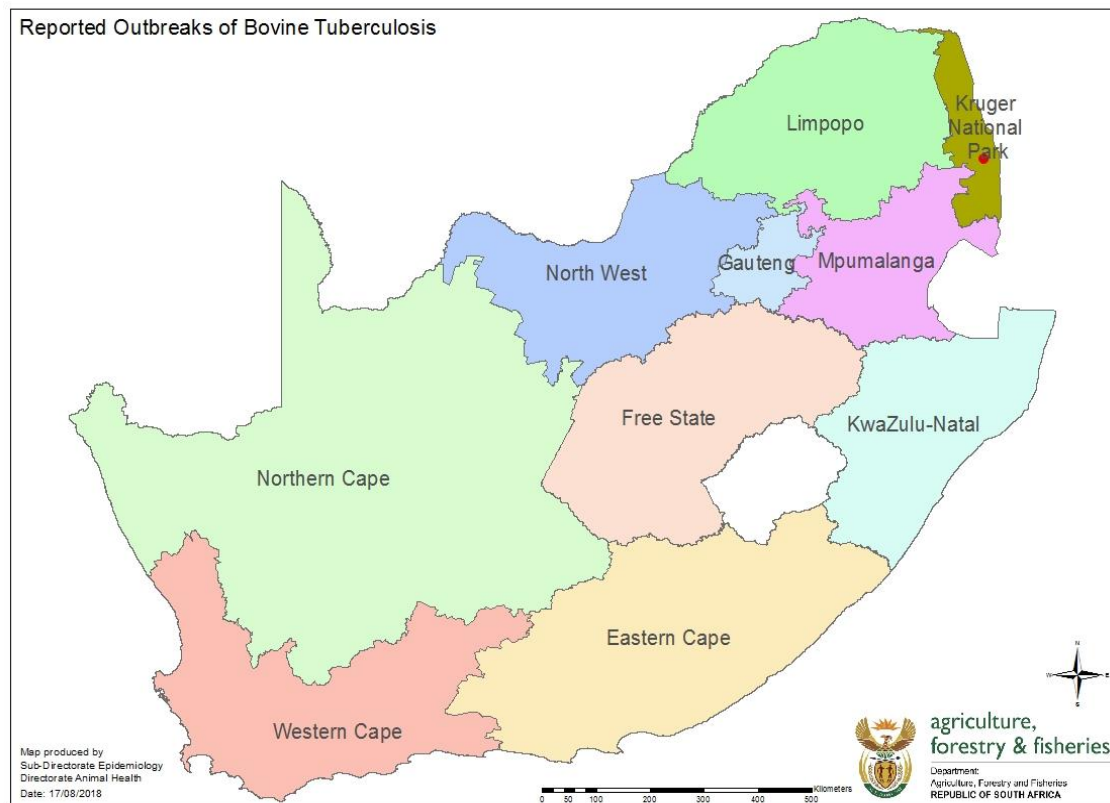 Reported Outbreaks of Bovine Tuberculosis
Limpopo
Kruger
National
Park
North West
Gauteng
Mpumalanga
Free State
KwaZulu-Natal
Northern Cape
Eastern Cape
Western Cape
N
W
E
S
Map produced by
Sub-Directorate Epidemiology
Directorate Animal Health
Date: 17/08/2018
Kilometers
0 50 100 200 300 400 500
agriculture,
forestry & fisheries
Department:
Agriculture, Forestry and Fisheries
REPUBLIC OF SOUTH AFRICA